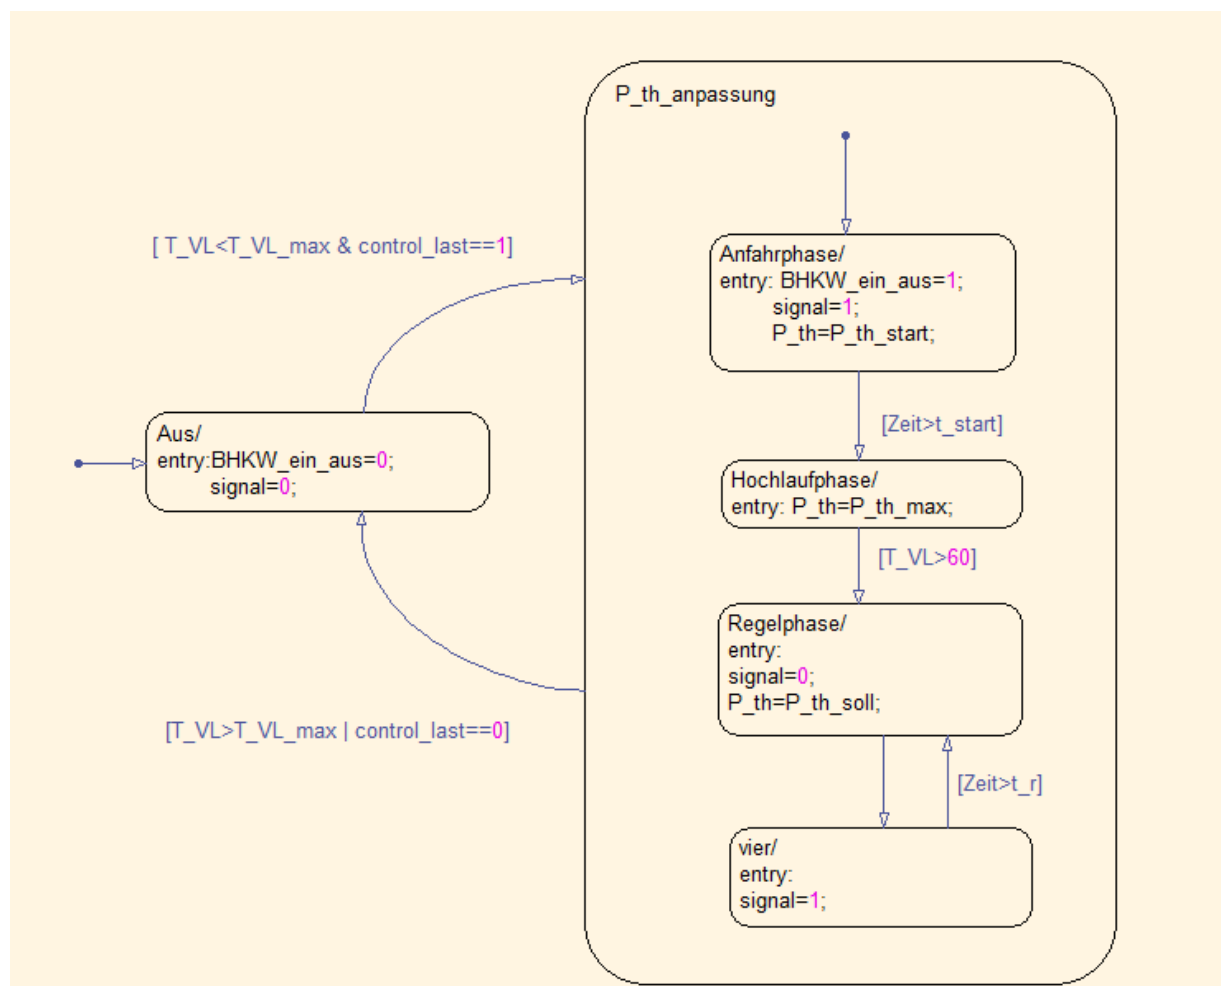 P_th_anpassung
[ T_VL<T_VL_max & control_last==1]
Anfahrphase/
entry: BHKW_ein_aus=1;
signal=1;
P_th=P_th_start;
[Zeit>t_start]
Aus/
entry:BHKW_ein_aus=0;
signal=0;
Hochlaufphase/
entry: P_th=P_th_max;
[T_VL>60]
Regelphase/
entry:
signal=0;
P_th=P_th_soll;
[T_VL>T_VL_max | control_last==0]
[Zeit>t_r]
vier/
entry:
signal=1;